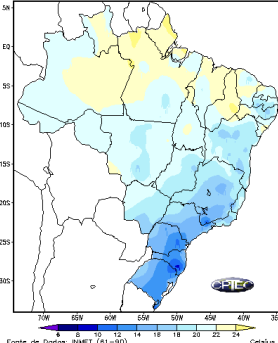 5N
EQ
5S
10S
15S
20S
25S
30S
70W 65W 60W 55W 50W 45W 40W 35
CPTEC
6 8 10 12 14 16 18 20 22 24
Fonte de Dados: INMET (61-90) Celsius